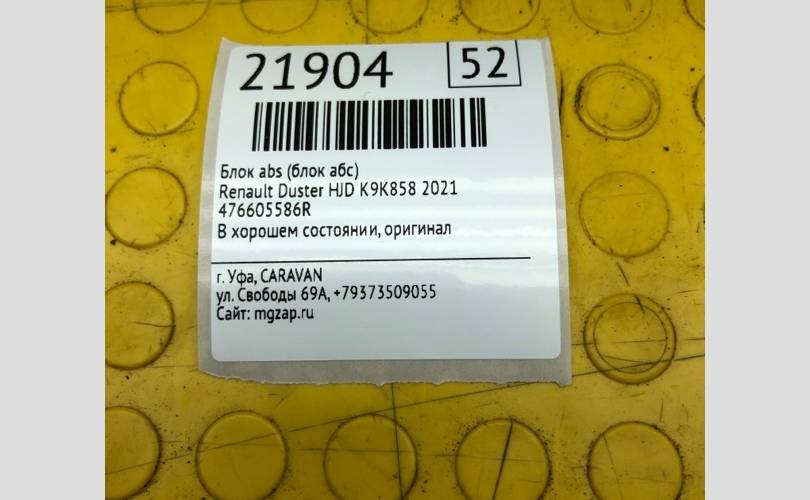 21904 52
Блок abs (блок абс)
Renault Duster HJD K9K858 2021
476605586R
В хорошем состоянии, оригинал
г. Уфа, CARAVAN
ул. Свободы 69А, +79373509055
Сайт: mgzap.ru